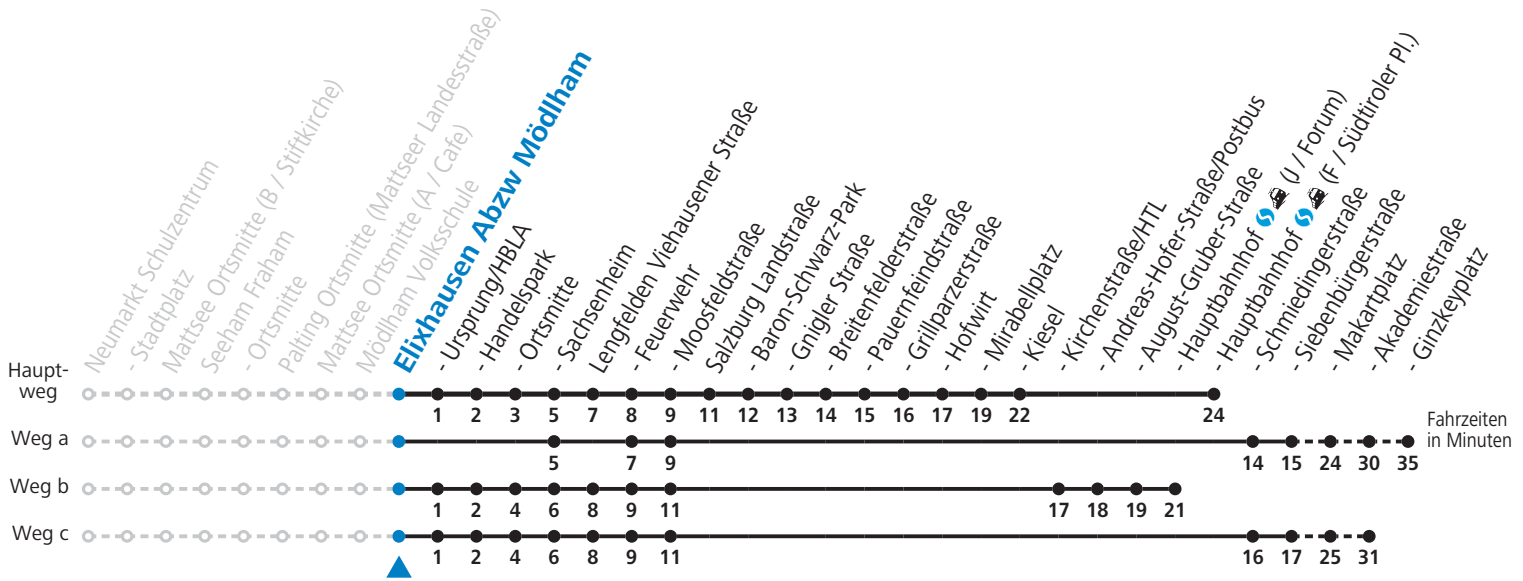 Neumarkt Schulzentrum
- Stadtplatz
Mattsee Ortsmitte (B / Stiftkirche)
Seeham Fraham
- Ortsmitte
Palting Ortsmitte (Mattseer Landesstraße)
Mattsee Ortsmitte (A / Cafe)
Mödlham Volksschule
Elixhausen Abzw Mödlham
- Ursprung/HBLA
- Handelspark
- Ortsmitte
- Sachsenheim
Lengfelden Viehausener Straße
- Feuerwehr
- Moosfeldstraße
Salzburg Landstraße
- Baron-Schwarz-Park
- Gnigler Straße
- Breitenfelderstraße
- Pauernfeindstraße
- Grillparzerstraße
- Hofwirt
- Mirabellplatz
- Kiesel
- Kirchenstraße/HTL
- Andreas-Hofer-Straße/Postbus
- August-Gruber-Straße
- Hauptbahnhof (J / Forum)
- Hauptbahnhof (F / Südtiroler Pl.)
- Schmiedingerstraße
- Siebenbürgerstraße
- Makartplatz
- Akademiestraße
- Ginzkeyplatz
Haupt-
weg
1 2 3 5 7 8 9 11 12 13 14 15 16 17 19 22 24
Fahrzeiten
in Minuten
Weg a
5 7 9 14 15 24 30 35
Weg b
1 2 4 6 8 9 11 17 18 19 21
Weg c
1 2 4 6 8 9 11 16 17 25 31